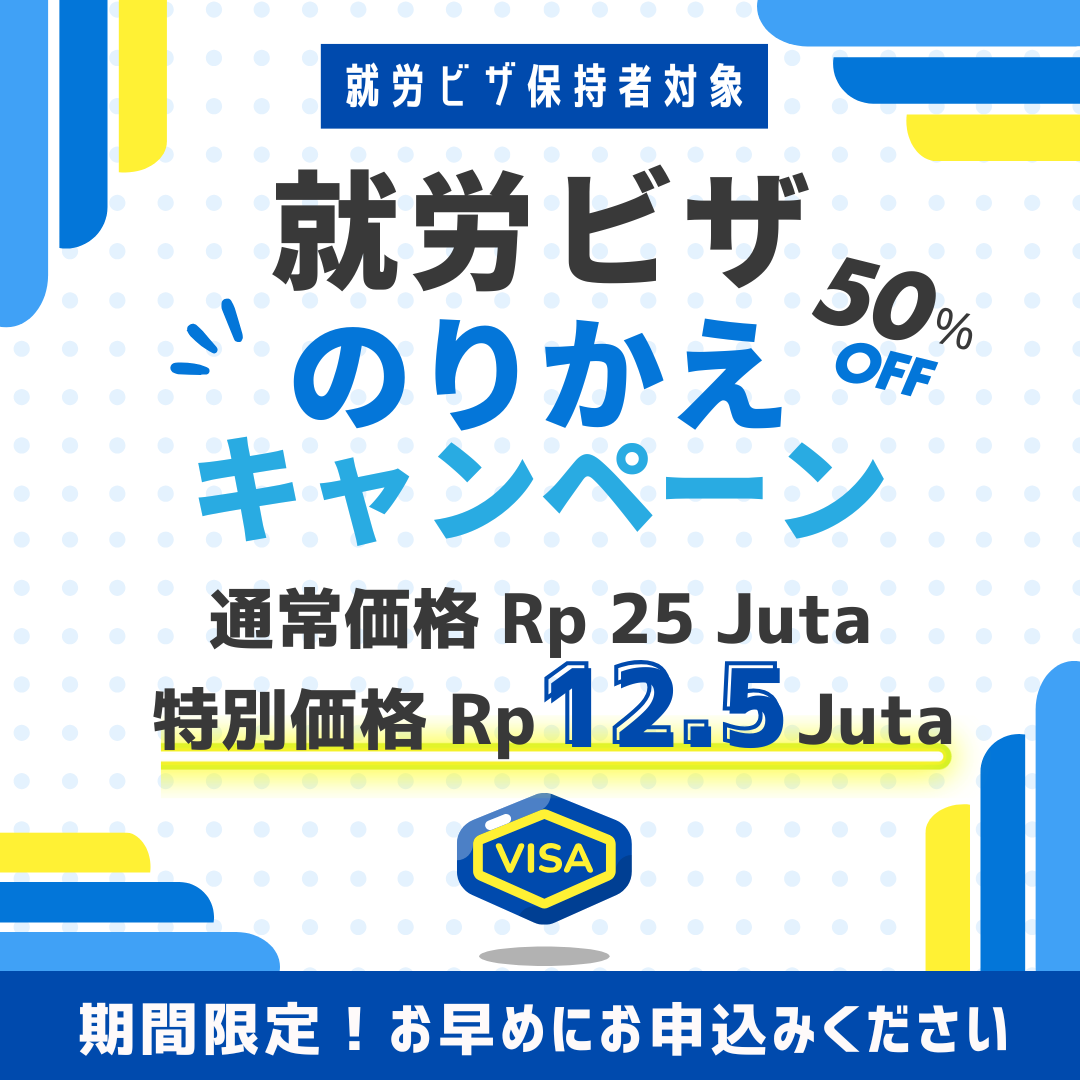 就労ビザ保持者対象
就労ビザ
のりかえ
50%
OFF
キャンペーン
通常価格 Rp 25 Juta
特別価格 Rp 12.5 Juta
VISA
期間限定！お早めにお申込みください